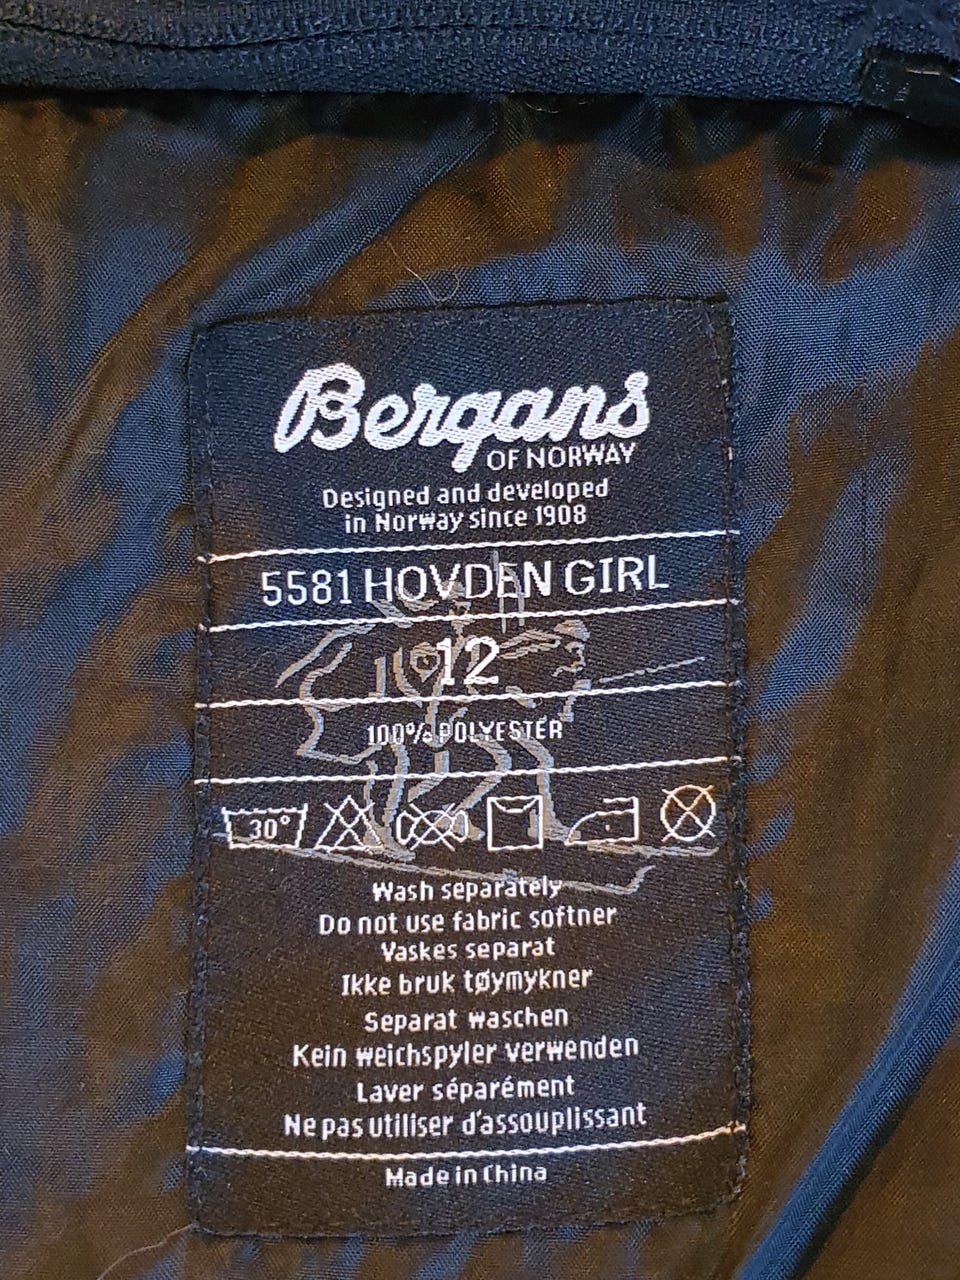 Bergans
OF NORWAY
Designed and developed
in Norway since 1908
5581 HOVDEN GIRL
12
100% POLYESTER
30°
Wash separately
Do not use fabric softner
Vaskes separat
Ikke bruk tøymykner
Separat waschen
Kein weichspyler verwenden
Laver séparément
Ne pas utiliser d'assouplissant
Made in China